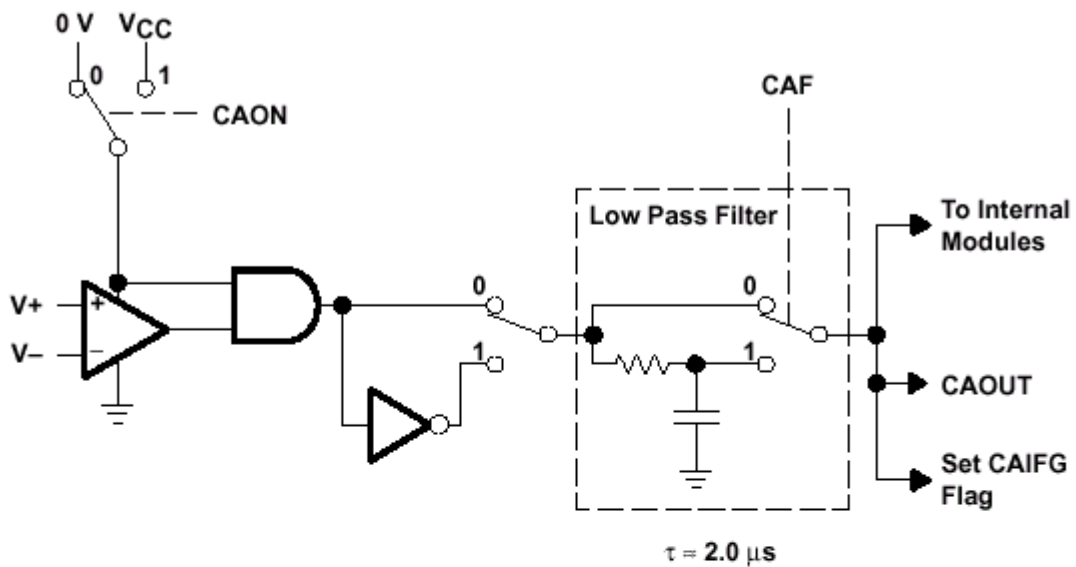 0 V VCC
0 1
CAON
CAF
Low Pass Filter
To Internal
Modules
V+
+
V–
–
0
1
0
1
CAOUT
Set CAIFG
Flag
τ = 2.0 μs